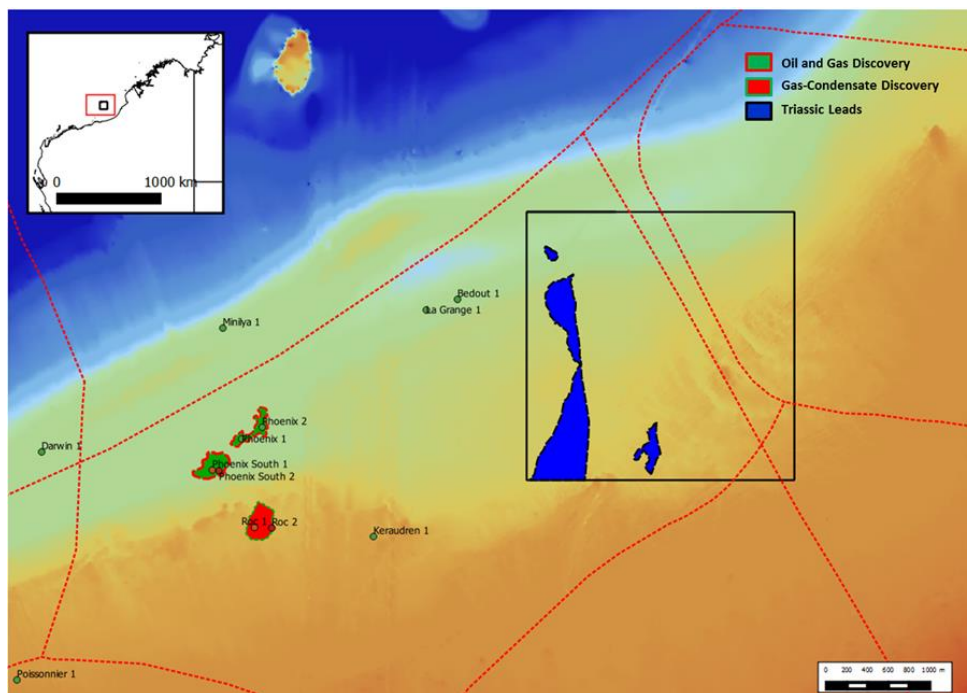 Oil and Gas Discovery
Gas-Condensate Discovery
Triassic Leads
0 1000 km
Bedout 1
La Grange 1
Minilya 1
Phoenix 2
Phoenix 1
Darwin 1
Phoenix South 1
Phoenix South 2
Roc 1
Roc 2
Keraudren 1
Poissonnier 1
0 200 400 600 800 1000 m